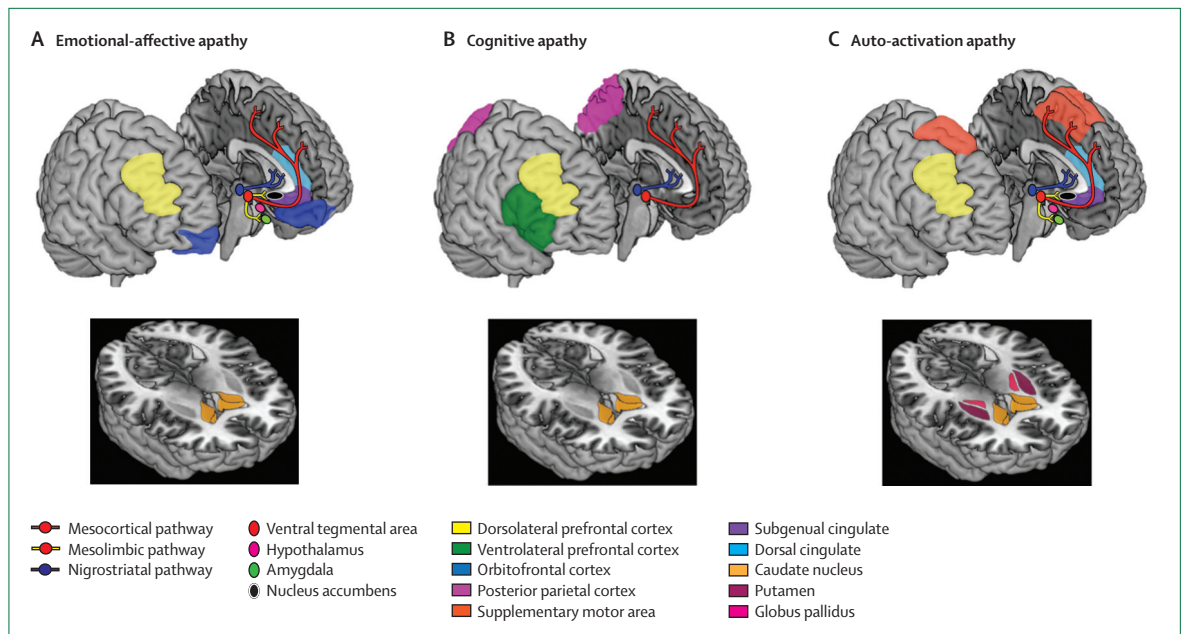 A Emotional-affective apathy
B Cognitive apathy
C Auto-activation apathy
Mesocortical pathway
Mesolimbic pathway
Nigrostriatal pathway
Ventral tegmental area
Hypothalamus
Amygdala
Nucleus accumbens
Dorsolateral prefrontal cortex
Ventrolateral prefrontal cortex
Orbitofrontal cortex
Posterior parietal cortex
Supplementary motor area
Subgenual cingulate
Dorsal cingulate
Caudate nucleus
Putamen
Globus pallidus